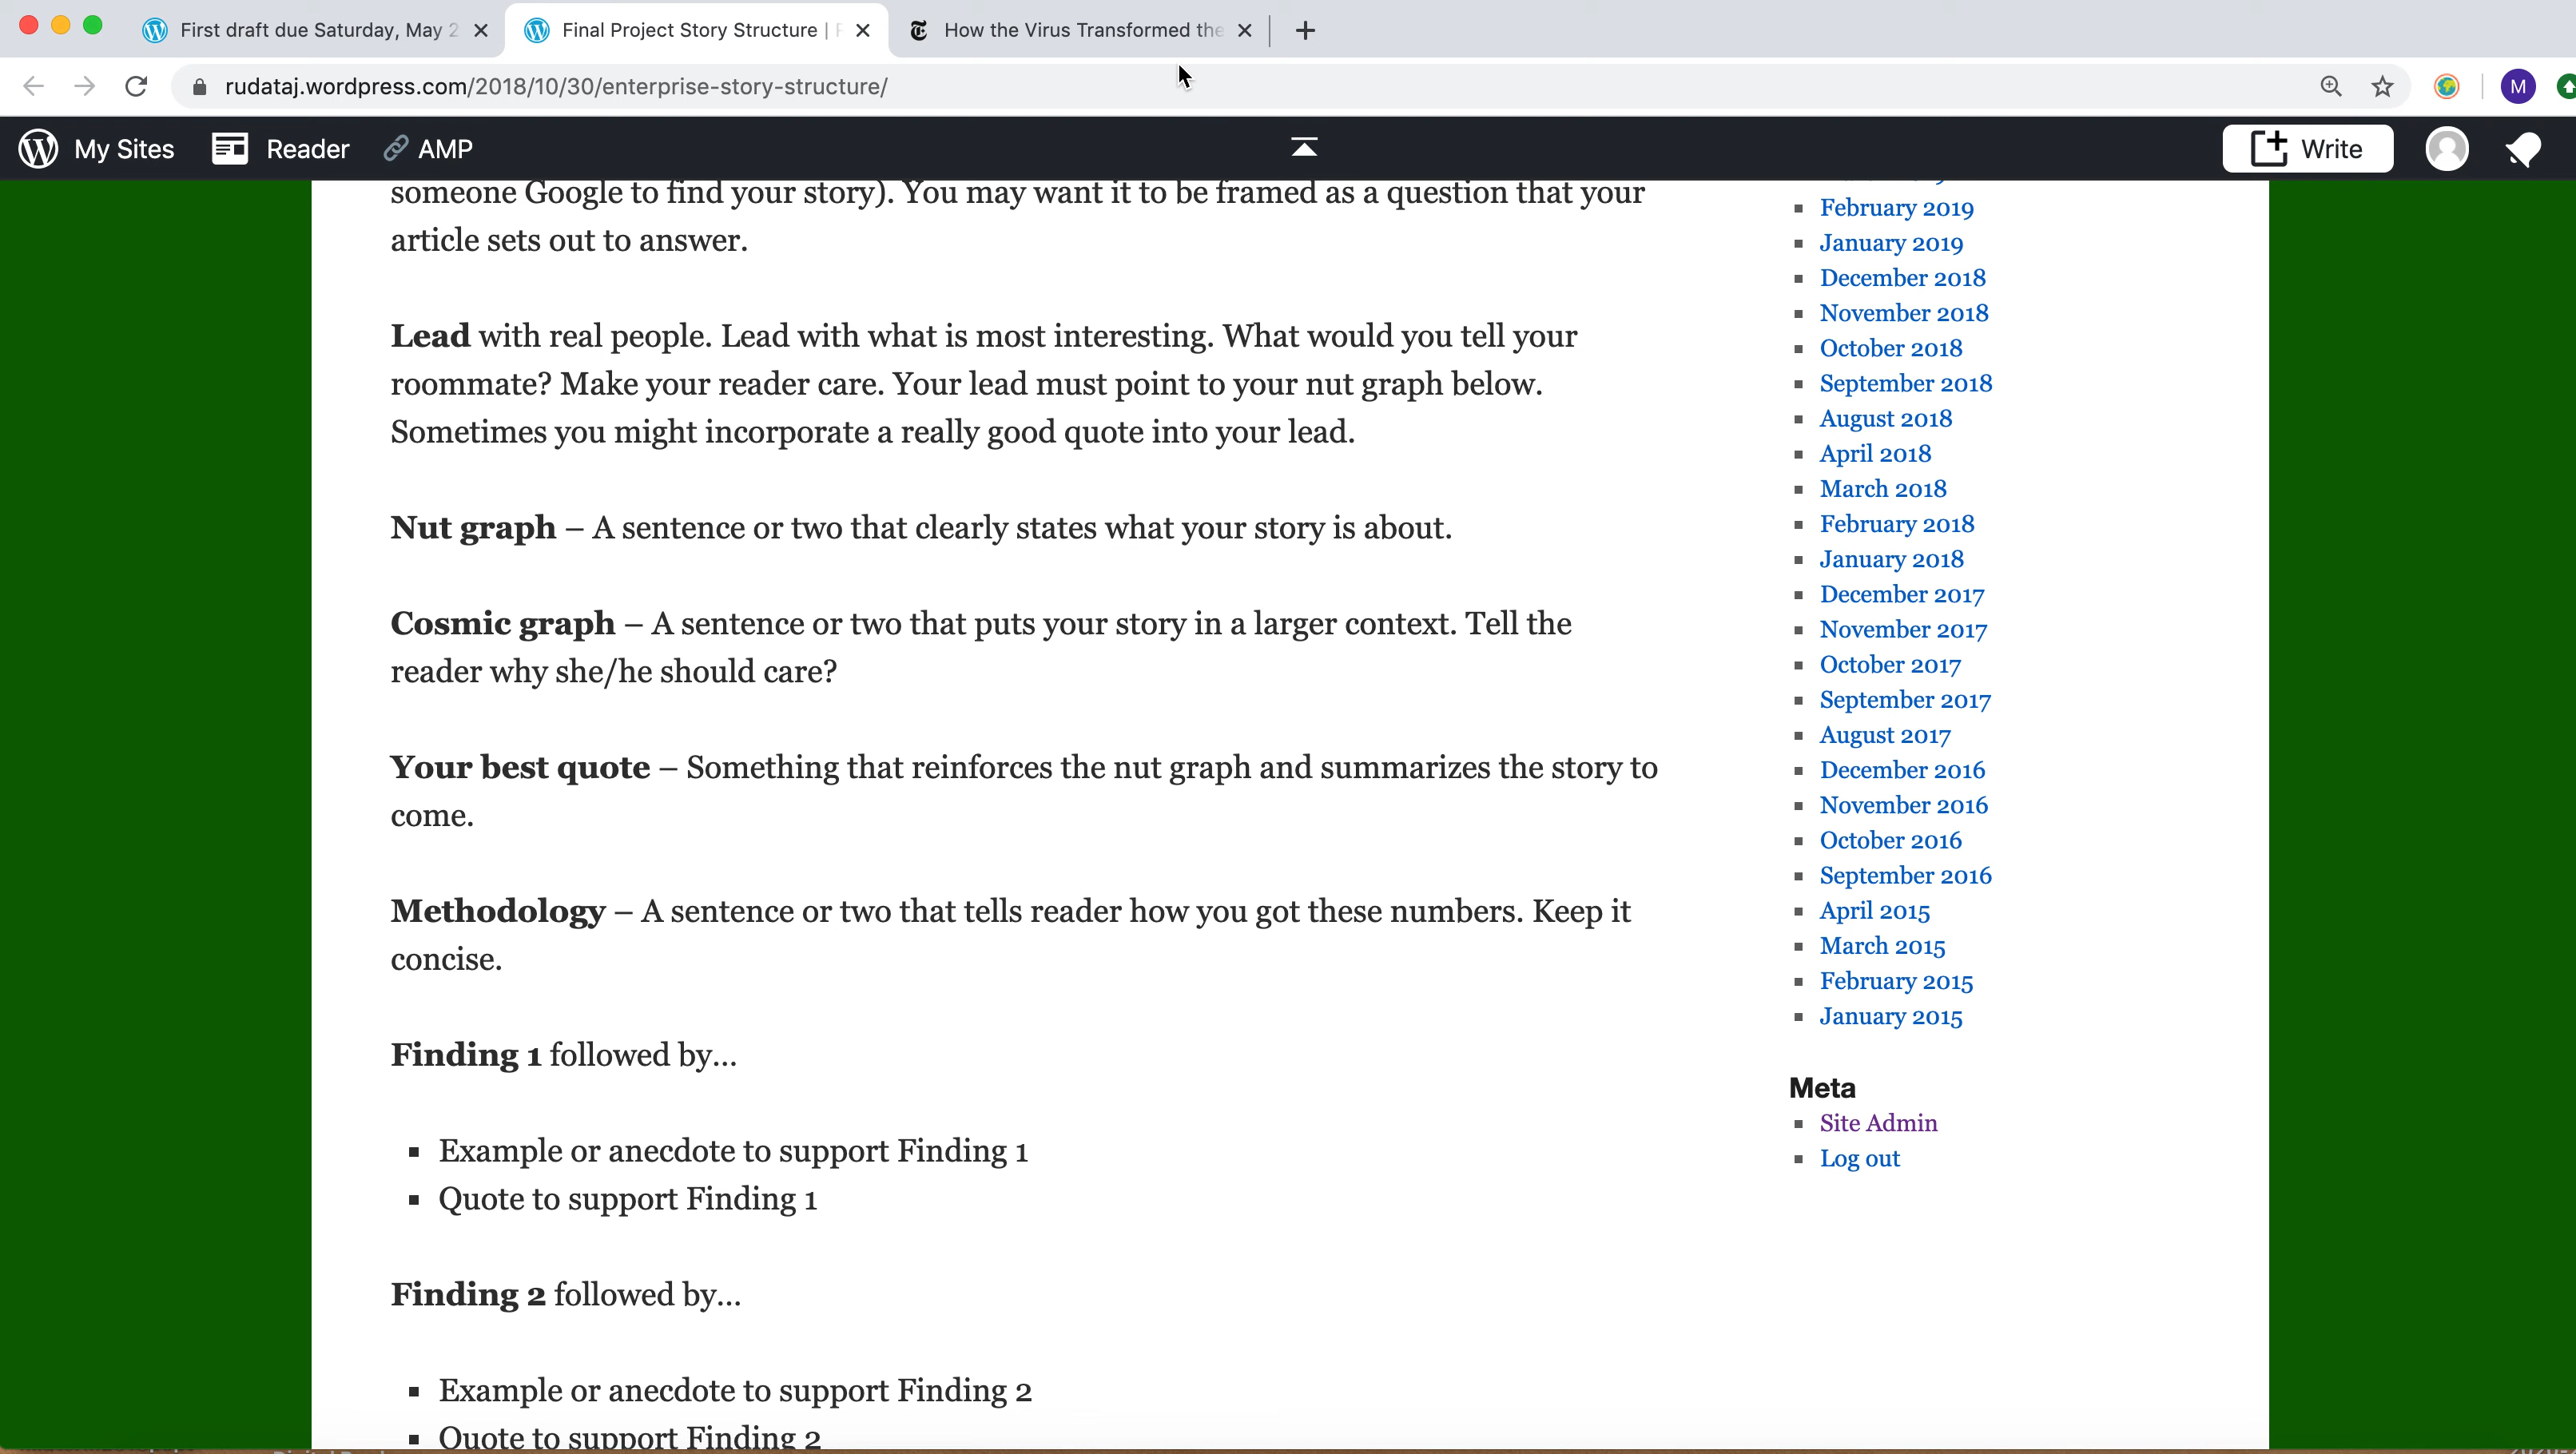 First draft due Saturday, May 2
Final Project Story Structure |
How the Virus Transformed the
rudataj.wordpress.com/2018/10/30/enterprise-story-structure/
M
My Sites
Reader
AMP
Write
someone Google to find your story). You may want it to be framed as a question that your
article sets out to answer.
Lead with real people. Lead with what is most interesting. What would you tell your
roommate? Make your reader care. Your lead must point to your nut graph below.
Sometimes you might incorporate a really good quote into your lead.
Nut graph – A sentence or two that clearly states what your story is about.
Cosmic graph – A sentence or two that puts your story in a larger context. Tell the
reader why she/he should care?
Your best quote – Something that reinforces the nut graph and summarizes the story to
come.
Methodology – A sentence or two that tells reader how you got these numbers. Keep it
concise.
Finding 1 followed by…
Example or anecdote to support Finding 1
Quote to support Finding 1
Finding 2 followed by…
Example or anecdote to support Finding 2
Quote to support Finding 2
February 2019
January 2019
December 2018
November 2018
October 2018
September 2018
August 2018
April 2018
March 2018
February 2018
January 2018
December 2017
November 2017
October 2017
September 2017
August 2017
December 2016
November 2016
October 2016
September 2016
April 2015
March 2015
February 2015
January 2015
Meta
Site Admin
Log out